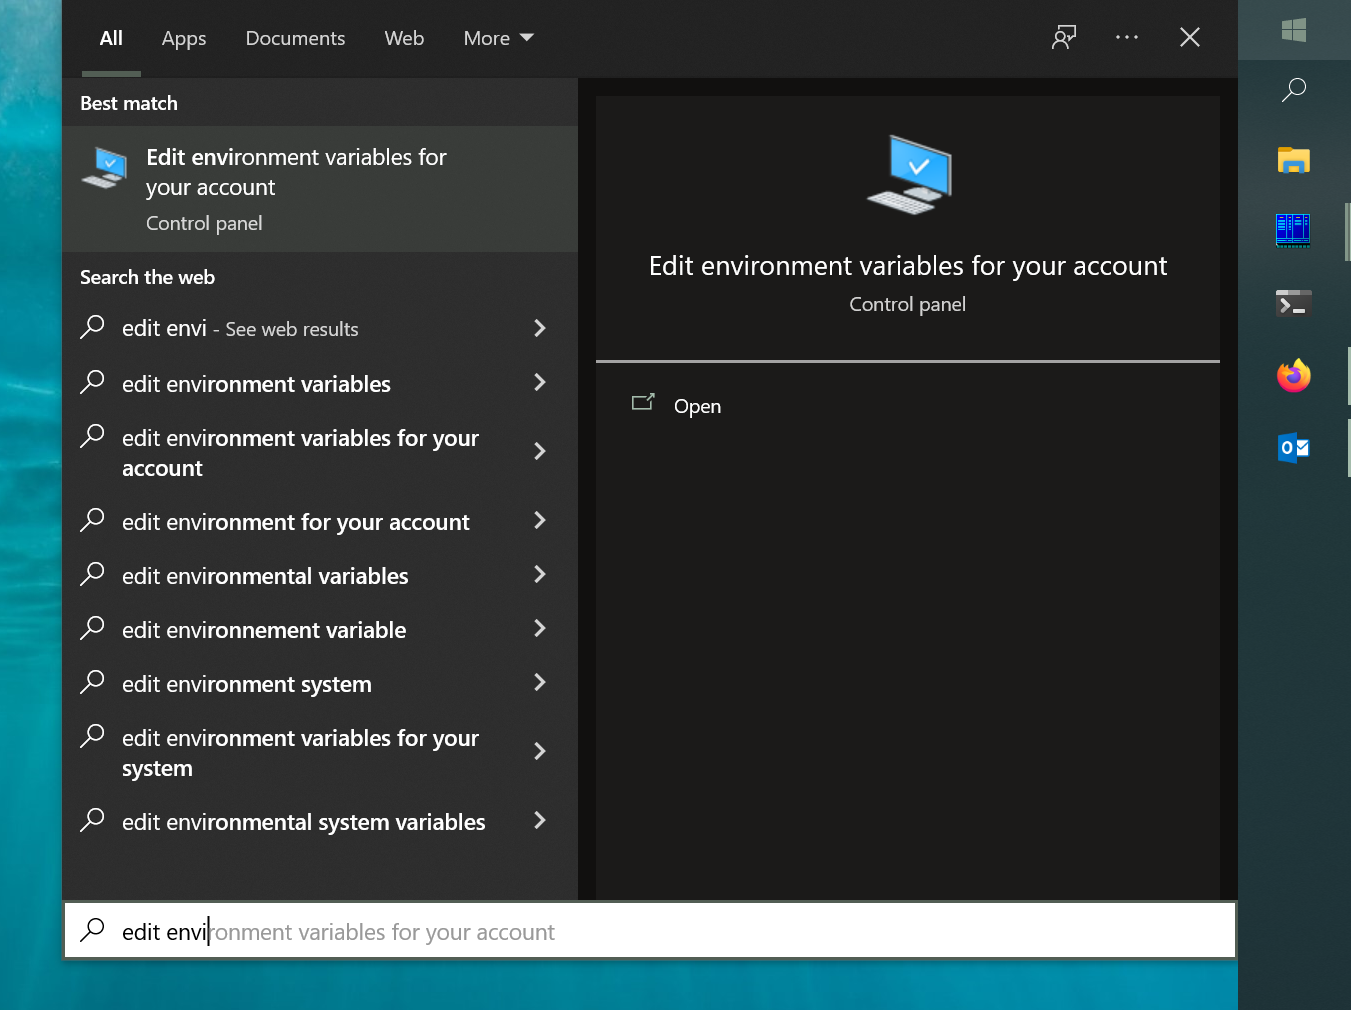 All Apps Documents Web More
Best match
Edit environment variables for
your account
Control panel
Search the web
edit envi - See web results
edit environment variables
edit environment variables for your
account
edit environment for your account
edit environmental variables
edit environnement variable
edit environment system
edit environment variables for your
system
edit environmental system variables
Edit environment variables for your account
Control panel
Open
edit environment variables for your account